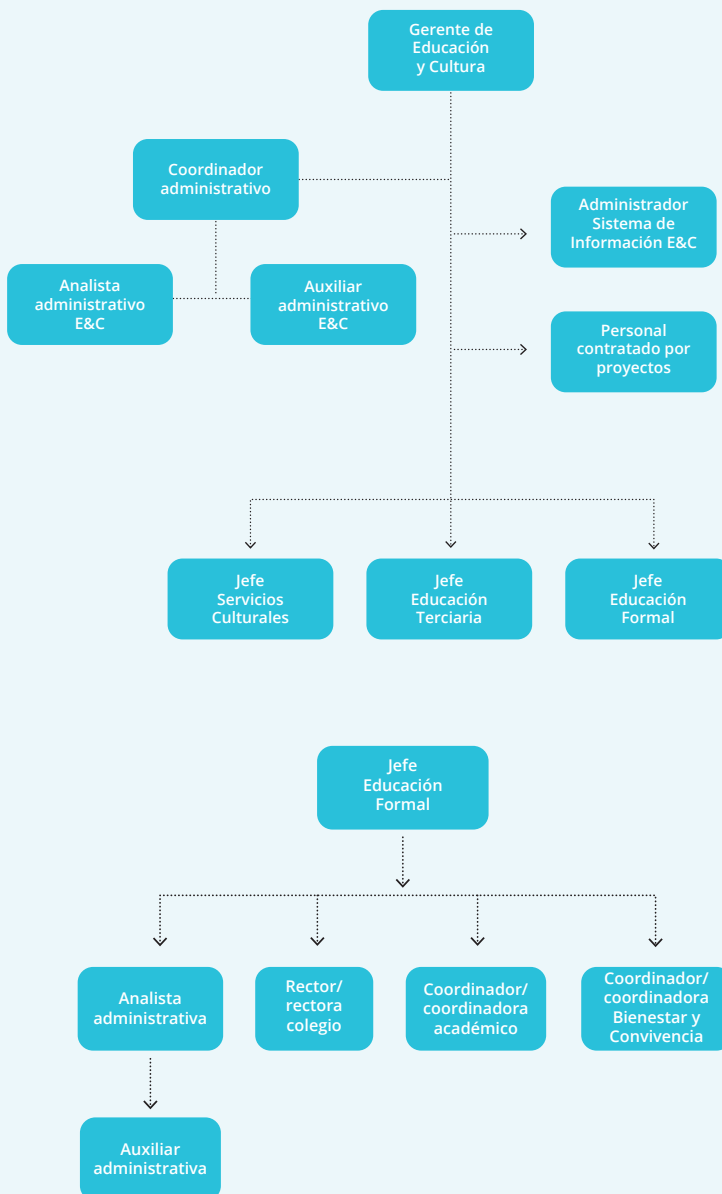 Gerente de
Educación
y Cultura
Coordinador
administrativo
Administrador
Sistema de
Información E&C
Analista
administrativo
E&C
Auxiliar
administrativo
E&C
Personal
contratado por
proyectos
Jefe
Servicios
Culturales
Jefe
Educación
Terciaria
Jefe
Educación
Formal
Jefe
Educación
Formal
Analista
administrativa
Rector/
rectora
colegio
Coordinador/
coordinadora
académico
Coordinador/
coordinadora
Bienestar y
Convivencia
Auxiliar
administrativa